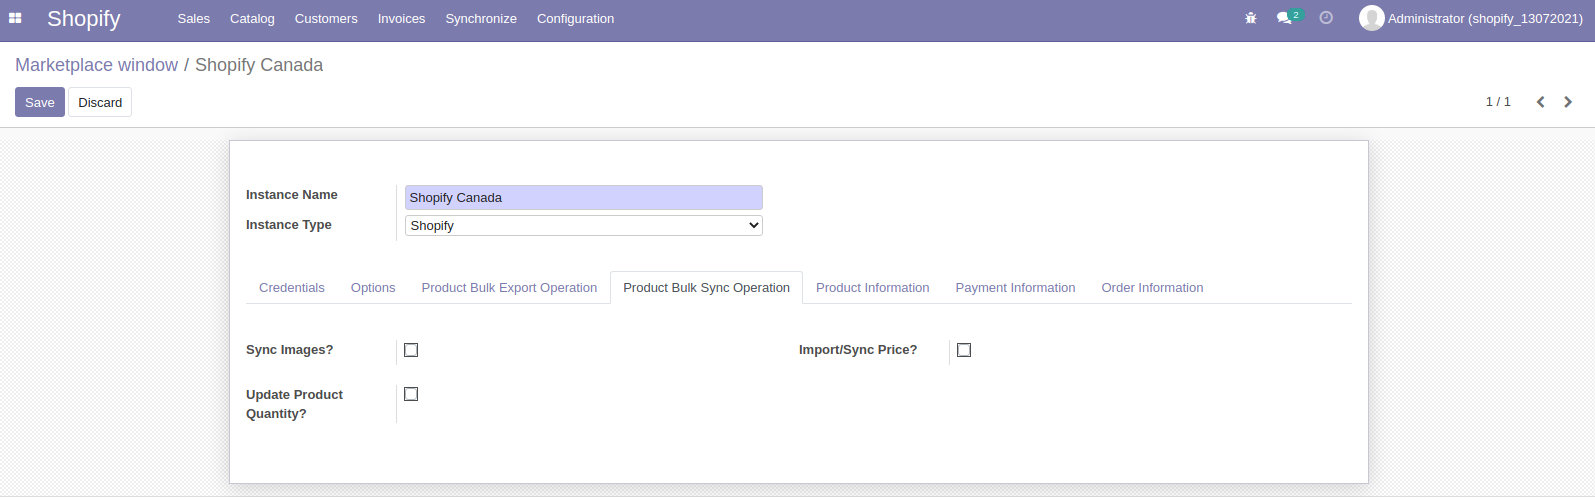 Shopify Sales Catalog Customers Invoices Synchronize Configuration 2 Administrator (shopify_13072021)
Marketplace window / Shopify Canada
Save Discard 1 / 1
Instance Name Shopify Canada
Instance Type Shopify
Credentials Options Product Bulk Export Operation Product Bulk Sync Operation Product Information Payment Information Order Information
Sync Images? Import/Sync Price?
Update Product
Quantity?